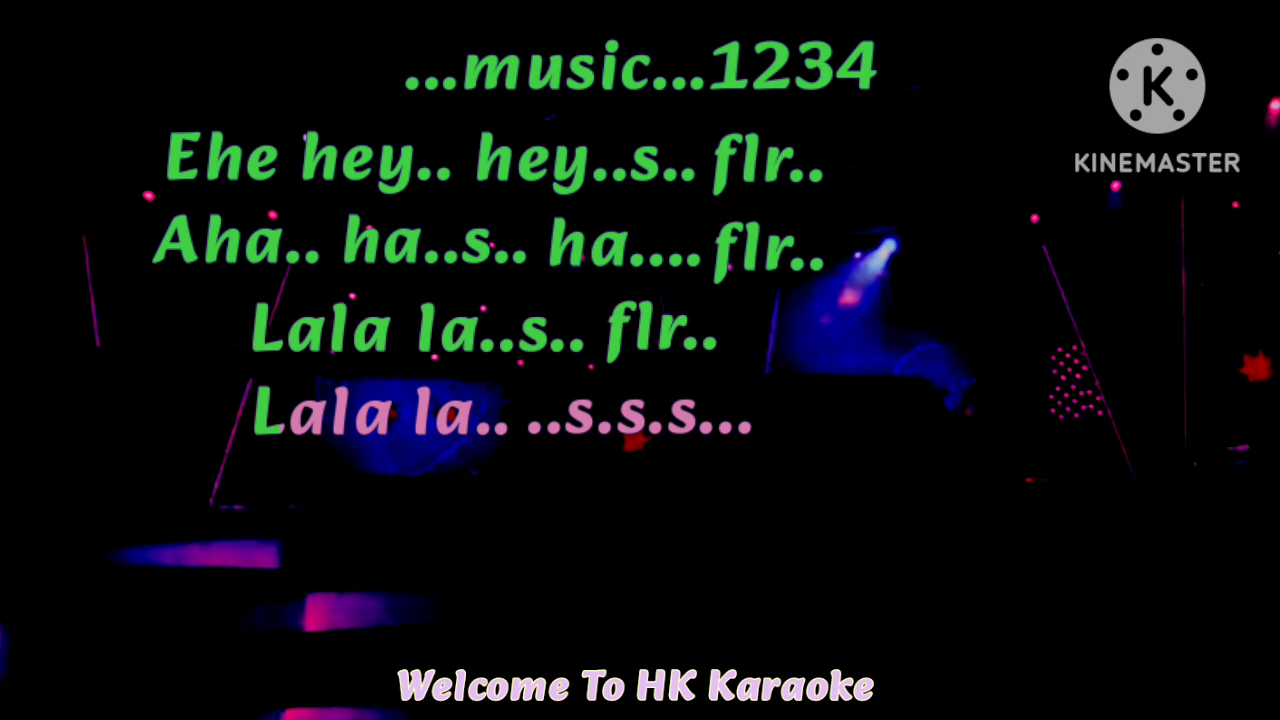 ...music...1234
KINEMASTER
Ehe hey.. hey..s.. flr..
Aha.. ha..s.. ha.... flr..
Lala la..s.. flr..
Lala la.. ..s.s.s...
Welcome To HK Karaoke